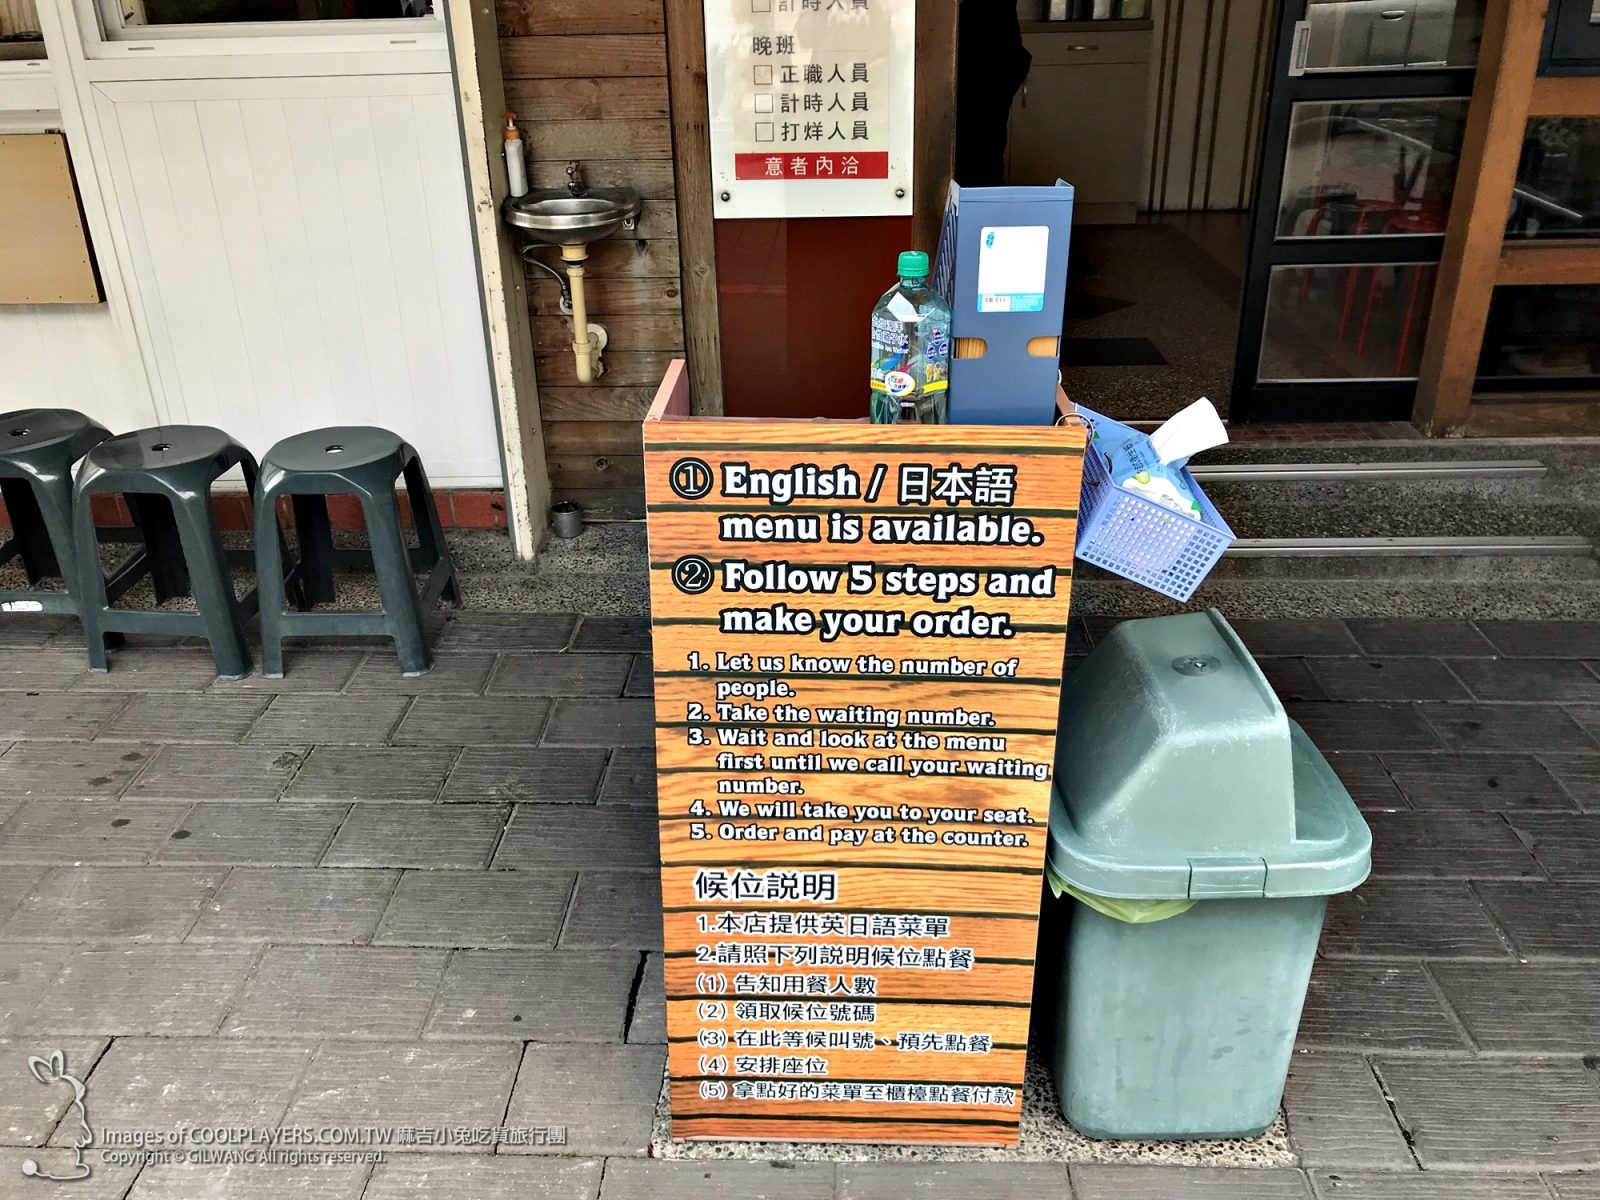 計時人員
晚班
□正職人員
□計時人員
□打烊人員
意者內洽
① English / 日本語
menu is available.
② Follow 5 steps and
make your order.
1. Let us know the number of
people.
2. Take the waiting number.
3. Wait and look at the menu
first until we call your waiting
number.
4. We will take you to your seat.
5. Order and pay at the counter.
候位説明
1.本店提供英日語菜單
2.請照下列説明候位點餐
(1) 告知用餐人數
(2) 領取候位號碼
(3) 在此等候叫號、預先點餐
(4) 安排座位
(5) 拿點好的菜單至櫃檯點餐付款
Images of COOLPLAYERS.COM.TW 麻吉小兔吃貨旅行團
Copyright © GILWANG All rights reserved.